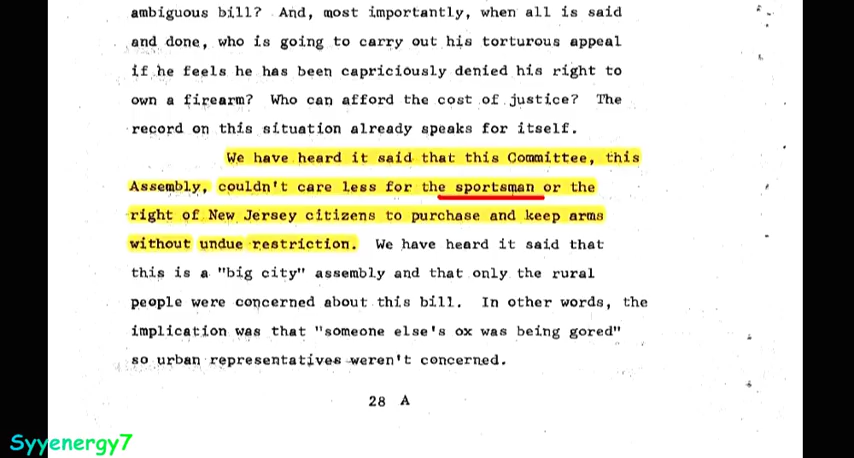 ambiguous bill? And, most importantly, when all is said
and done, who is going to carry out his torturous appeal
if he feels he has been capriciously denied his right to
own a firearm? Who can afford the cost of justice? The
record on this situation already speaks for itself.
We have heard it said that this Committee, this
Assembly, couldn't care less for the sportsman or the
right of New Jersey citizens to purchase and keep arms
without undue restriction. We have heard it said that
this is a "big city" assembly and that only the rural
people were concerned about this bill. In other words, the
implication was that "someone else's ox was being gored"
so urban representatives weren't concerned.
28 A
Syyenergy7